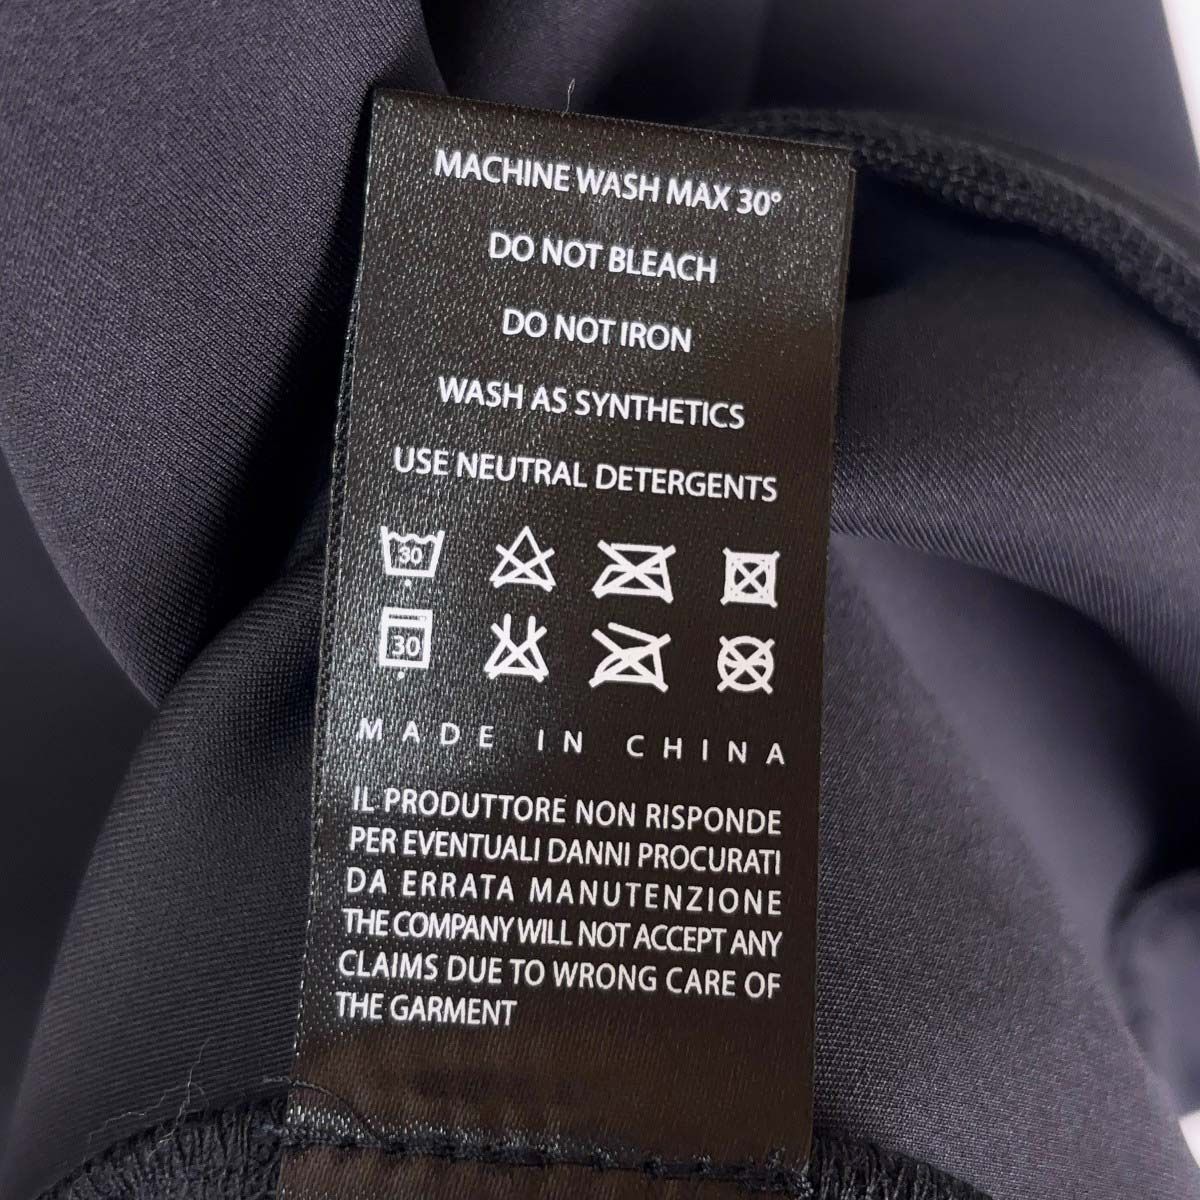 MACHINE WASH MAX 30°
DO NOT BLEACH
DO NOT IRON
WASH AS SYNTHETICS
USE NEUTRAL DETERGENTS
30
30
MADE IN CHINA
IL PRODUTTORE NON RISPONDE
PER EVENTUALI DANNI PROCURATI
DA ERRATA MANUTENZIONE
THE COMPANY WILL NOT ACCEPT ANY
CLAIMS DUE TO WRONG CARE OF
THE GARMENT